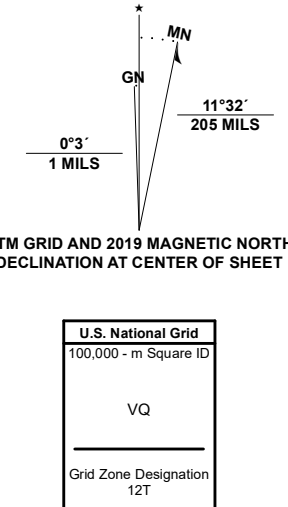 ★
MN
GN
11°32´
205 MILS
0°3´
1 MILS
TM GRID AND 2019 MAGNETIC NORTH
DECLINATION AT CENTER OF SHEET
U.S. National Grid
100,000 - m Square ID
VQ
Grid Zone Designation
12T